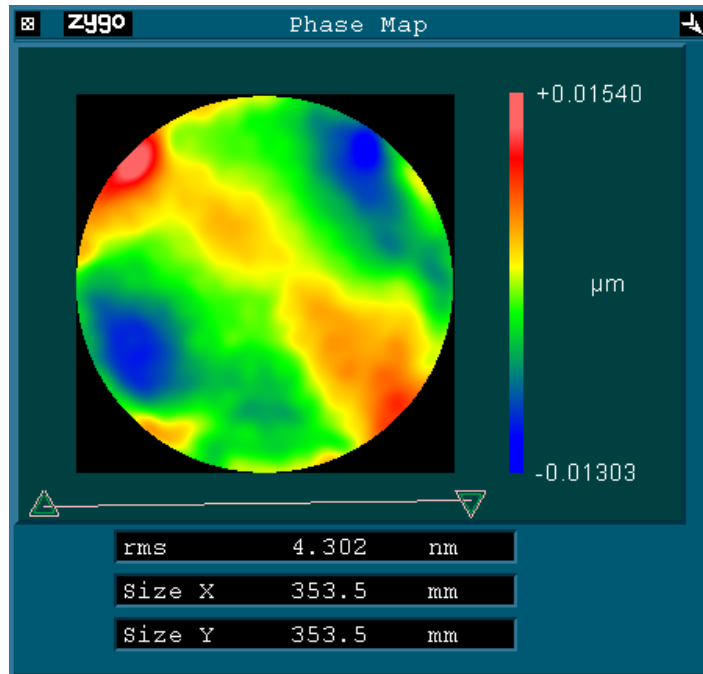 zygo Phase Map
+0.01540
µm
-0.01303
rms 4.302 nm
Size X 353.5 mm
Size Y 353.5 mm